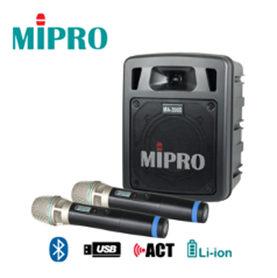 MIPRO
MA-300D
MIPRO
USB
ACT
Li-ion